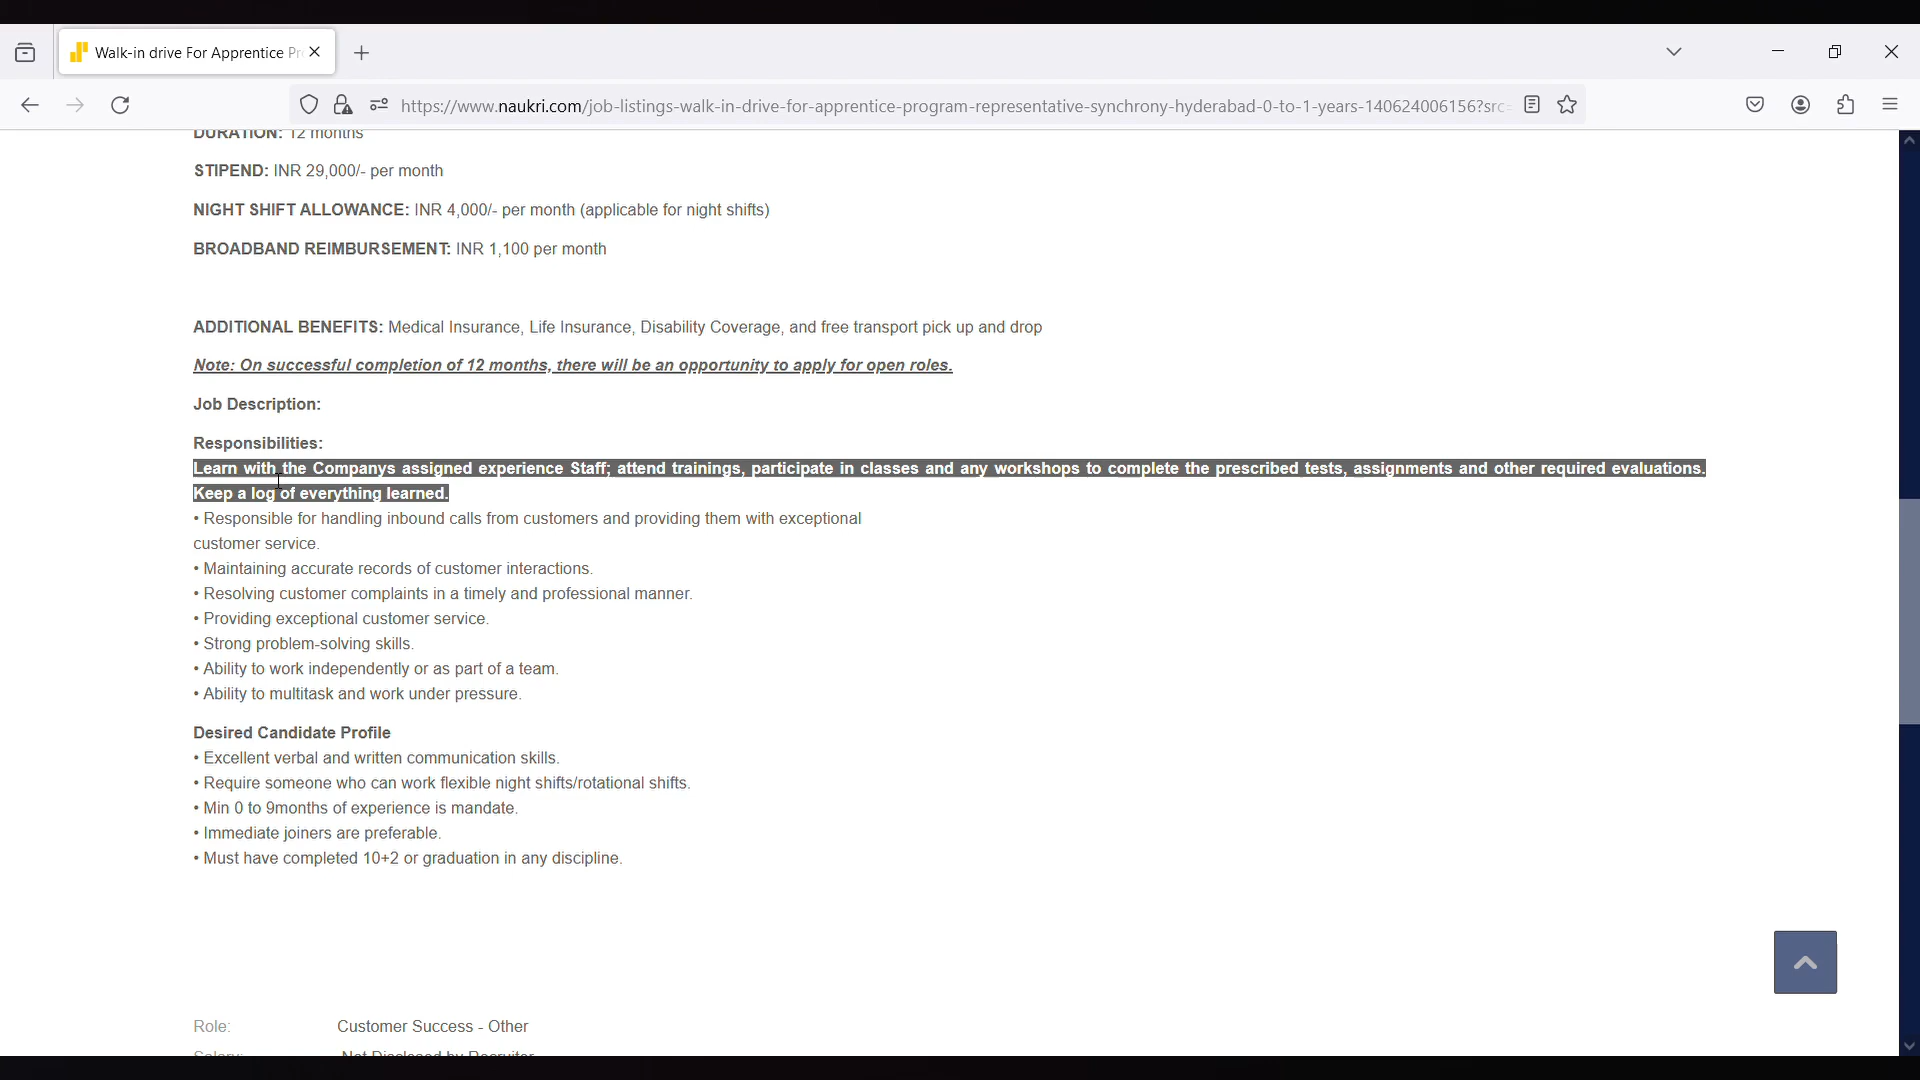 Walk-in drive For Apprentice Pr
https://www.naukri.com/job-listings-walk-in-drive-for-apprentice-program-representative-synchrony-hyderabad-0-to-1-years-140624006156?src=
DURATION: 12 months
STIPEND: INR 29,000/- per month
NIGHT SHIFT ALLOWANCE: INR 4,000/- per month (applicable for night shifts)
BROADBAND REIMBURSEMENT: INR 1,100 per month
ADDITIONAL BENEFITS: Medical Insurance, Life Insurance, Disability Coverage, and free transport pick up and drop
Note: On successful completion of 12 months, there will be an opportunity to apply for open roles.
Job Description:
Responsibilities:
Learn with the Companys assigned experience Staff; attend trainings, participate in classes and any workshops to complete the prescribed tests, assignments and other required evaluations.
Keep a log of everything learned.
• Responsible for handling inbound calls from customers and providing them with exceptional
customer service.
• Maintaining accurate records of customer interactions.
• Resolving customer complaints in a timely and professional manner.
• Providing exceptional customer service.
• Strong problem-solving skills.
• Ability to work independently or as part of a team.
• Ability to multitask and work under pressure.
Desired Candidate Profile
• Excellent verbal and written communication skills.
• Require someone who can work flexible night shifts/rotational shifts.
• Min 0 to 9months of experience is mandate.
• Immediate joiners are preferable.
• Must have completed 10+2 or graduation in any discipline.
Role: Customer Success - Other
Salary: Not Disclosed by Recruiter